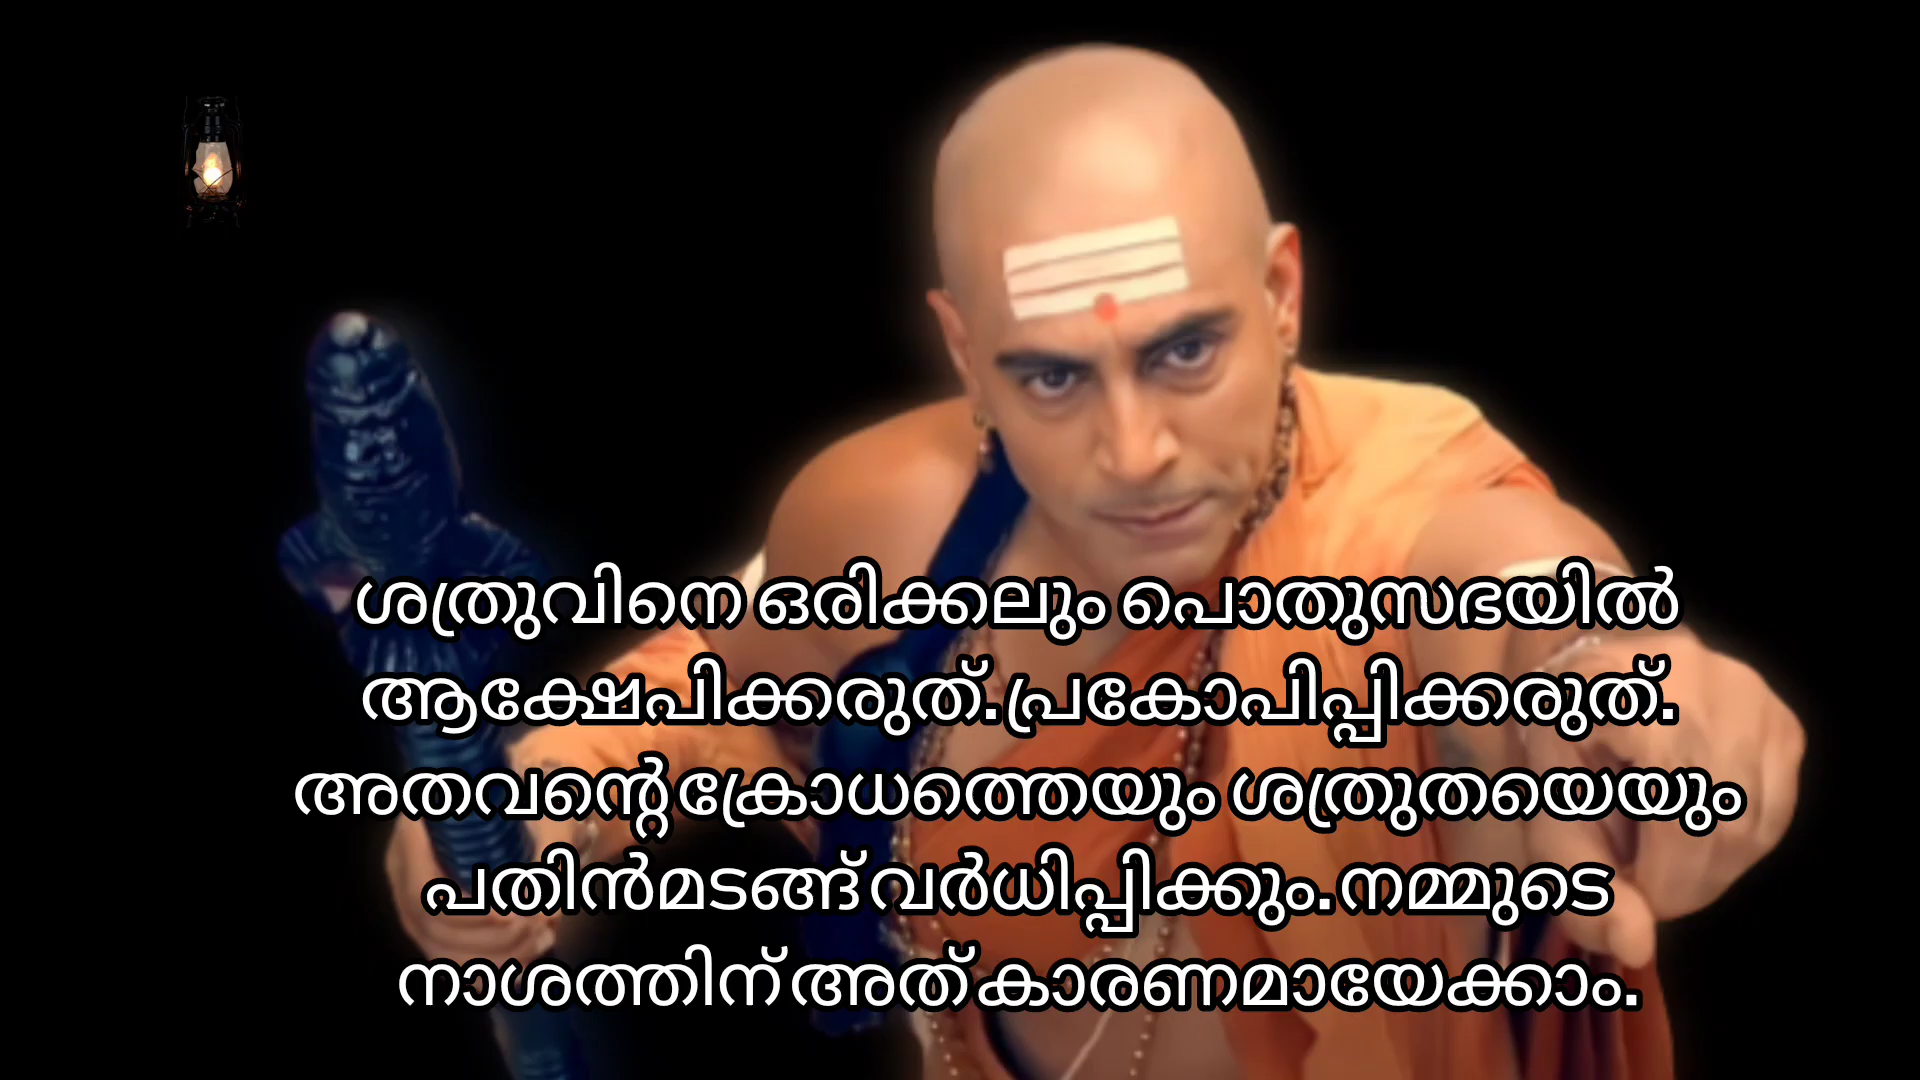 ശത്രുവിനെ ഒരിക്കലും പൊതുസഭയിൽ
ആക്ഷേപിക്കരുത്. പ്രകോപിപ്പിക്കരുത്.
അതവന്റെ ക്രോധത്തെയും ശത്രുതയെയും
പതിൻമടങ്ങ് വർധിപ്പിക്കും. നമ്മുടെ
നാശത്തിന് അത് കാരണമായേക്കാം.